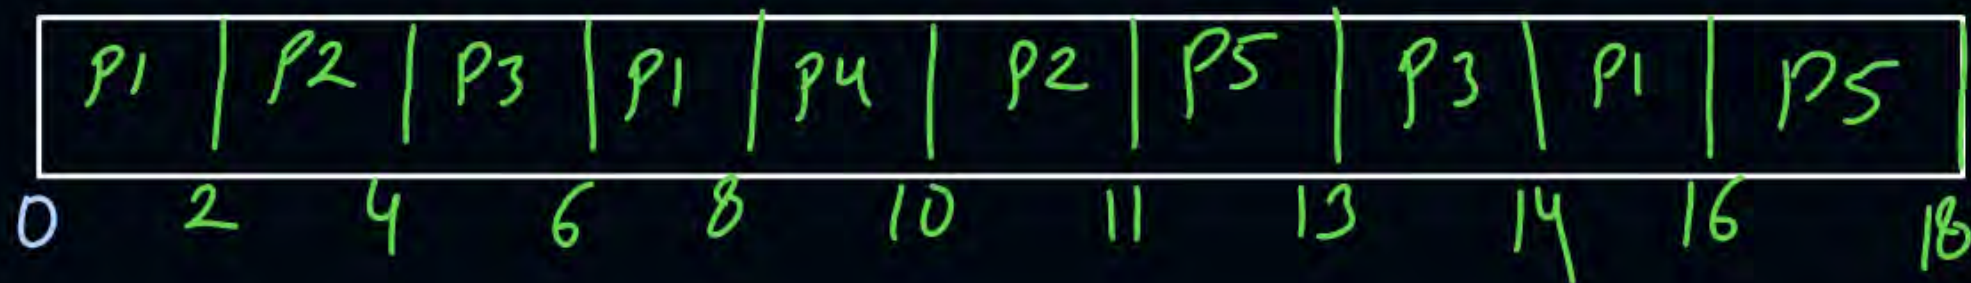 P1 P2 P3 P1 P4 P2 P5 P3 P1 P5
0 2 4 6 8 10 11 13 14 16 18